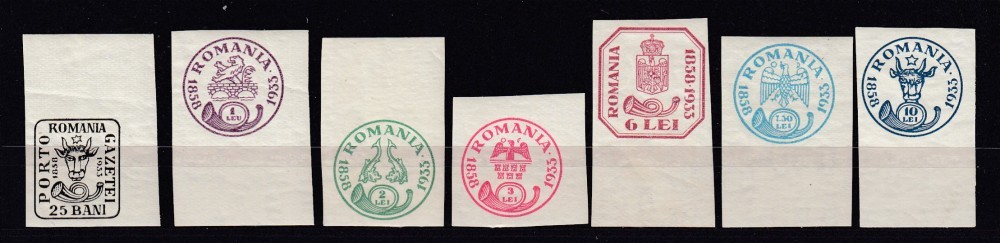 ROMANIA
PORTO
GAZETEI
1858
1933
25 BANI
ROMANIA
1858
1933
1
LEU
ROMANIA
1858
1933
2
LEI
ROMANIA
1858
1933
3
LEI
ROMANIA
1858-1933
6 LEI
ROMANIA
1858
1933
7.50
LEI
ROMANIA
1858
1933
10
LEI